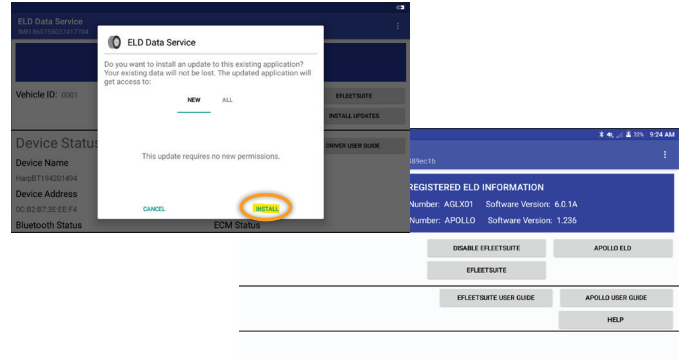 ELD Data Service
IMEI 860755037417704
ELD Data Service
Do you want to install an update to this existing application?
Your existing data will not be lost. The updated application will
get access to:
NEW ALL
This update requires no new permissions.
CANCEL INSTALL
Vehicle ID: 0001
EFLEETSUITE
INSTALL UPDATES
Device Status
DRIVER USER GUIDE
Device Name
HarpBT194201494
Device Address
0C:B2:B7:3E:EE:F4
Bluetooth Status ECM Status
32% 9:24 AM
389ec1b
REGISTERED ELD INFORMATION
Number: AGLX01 Software Version: 6.0.1A
Number: APOLLO Software Version: 1.236
DISABLE EFLEETSUITE APOLLO ELD
EFLEETSUITE
EFLEETSUITE USER GUIDE APOLLO USER GUIDE
HELP